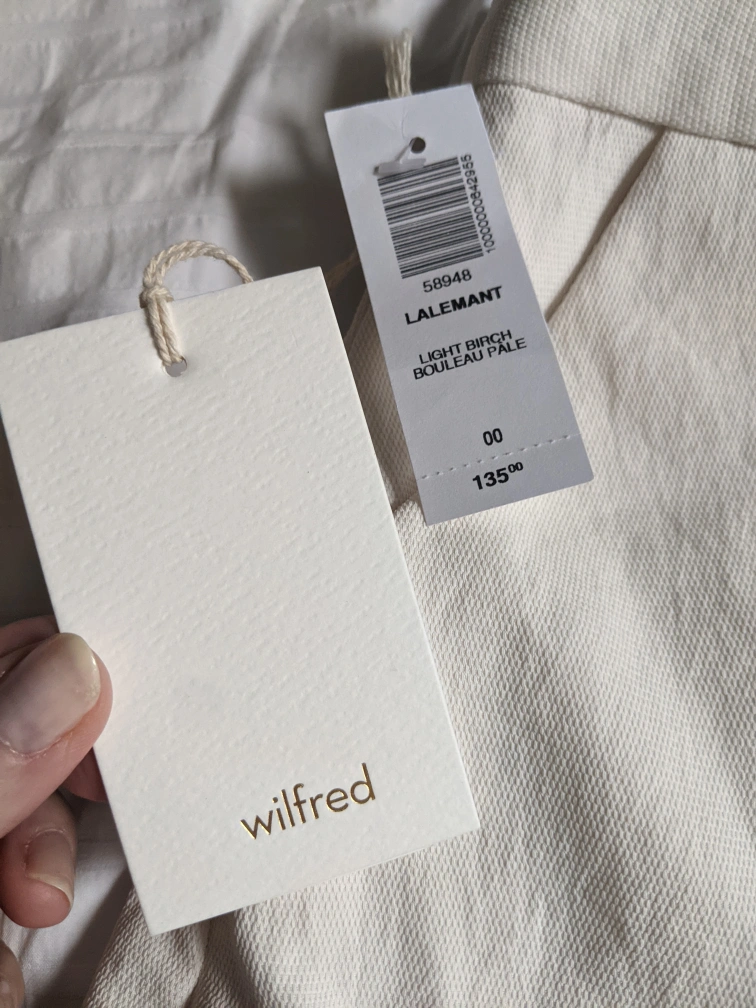 1000000842955
58948
LALEMANT
LIGHT BIRCH
BOULEAU PÂLE
00
135⁰⁰
wilfred